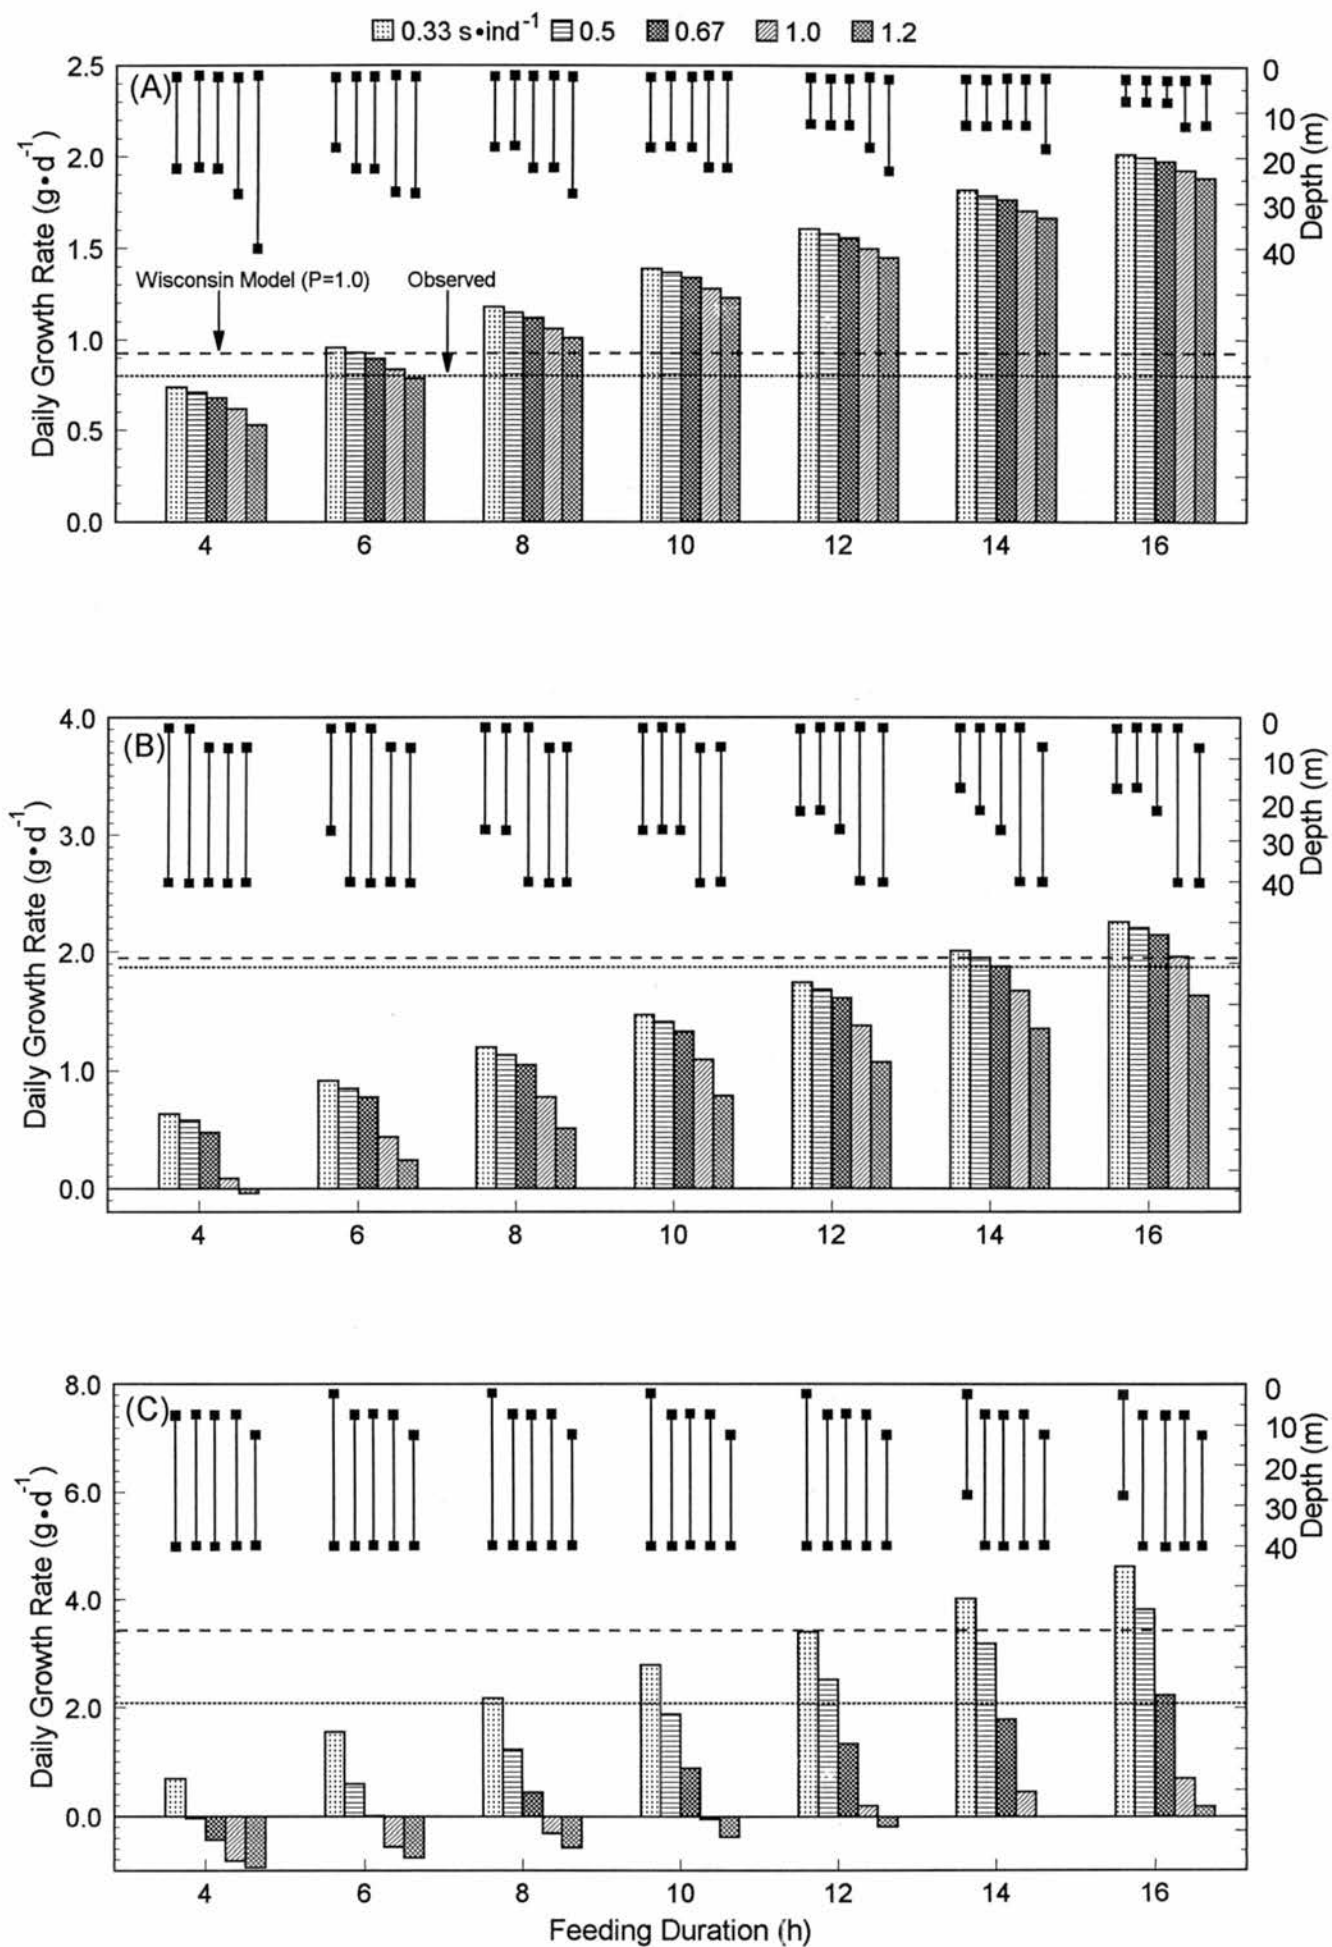 0.33 s•ind⁻¹ 0.5 0.67 1.0 1.2
(A)
Daily Growth Rate (g•d⁻¹)
2.5
2.0
1.5
1.0
0.5
0.0
Wisconsin Model (P=1.0) Observed
0
10
20
30
40
Depth (m)
4 6 8 10 12 14 16
(B)
Daily Growth Rate (g•d⁻¹)
4.0
3.0
2.0
1.0
0.0
0
10
20
30
40
Depth (m)
4 6 8 10 12 14 16
(C)
Daily Growth Rate (g•d⁻¹)
8.0
6.0
4.0
2.0
0.0
0
10
20
30
40
Depth (m)
4 6 8 10 12 14 16
Feeding Duration (h)